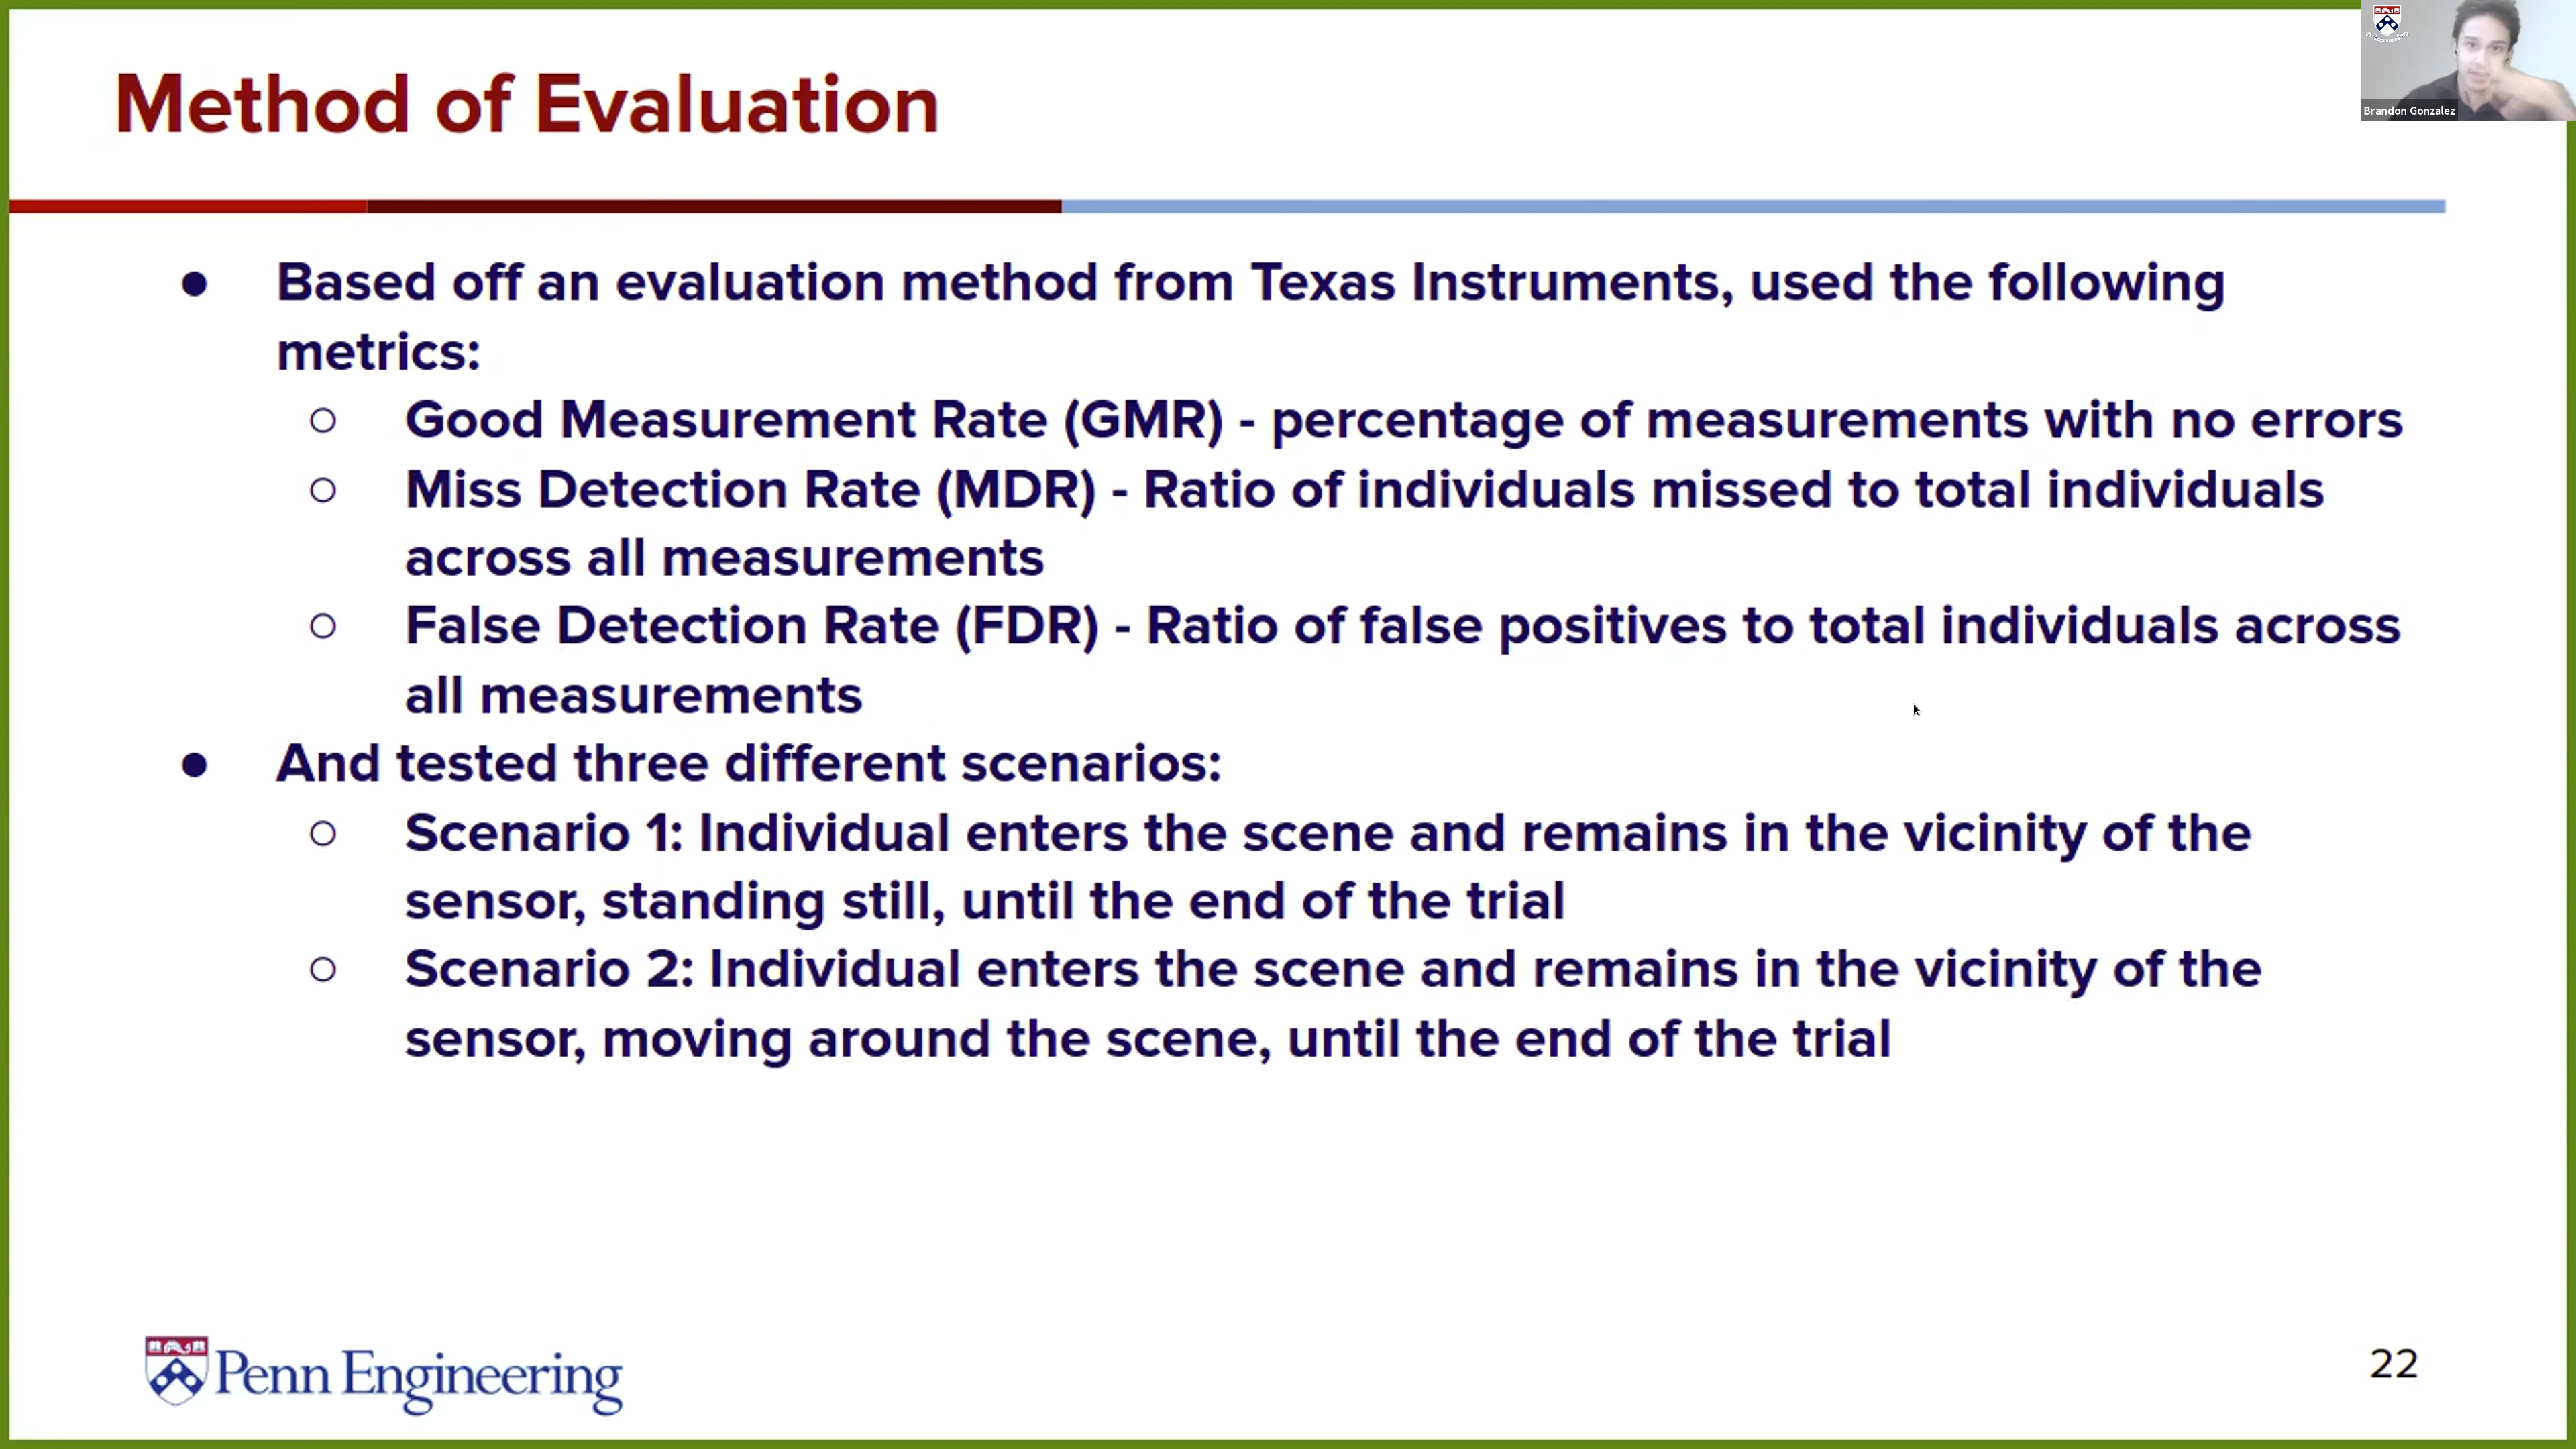 Method of Evaluation
Brandon Gonzalez
● Based off an evaluation method from Texas Instruments, used the following
metrics:
○ Good Measurement Rate (GMR) - percentage of measurements with no errors
○ Miss Detection Rate (MDR) - Ratio of individuals missed to total individuals
across all measurements
○ False Detection Rate (FDR) - Ratio of false positives to total individuals across
all measurements
● And tested three different scenarios:
○ Scenario 1: Individual enters the scene and remains in the vicinity of the
sensor, standing still, until the end of the trial
○ Scenario 2: Individual enters the scene and remains in the vicinity of the
sensor, moving around the scene, until the end of the trial
Penn Engineering
22